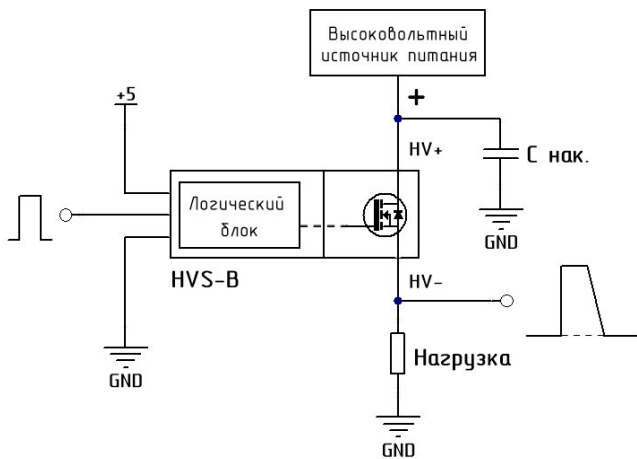 Высоковольтный
источник питания
+5
+
HV+
С нак.
GND
Логический
блок
HVS-B
HV-
Нагрузка
GND
GND